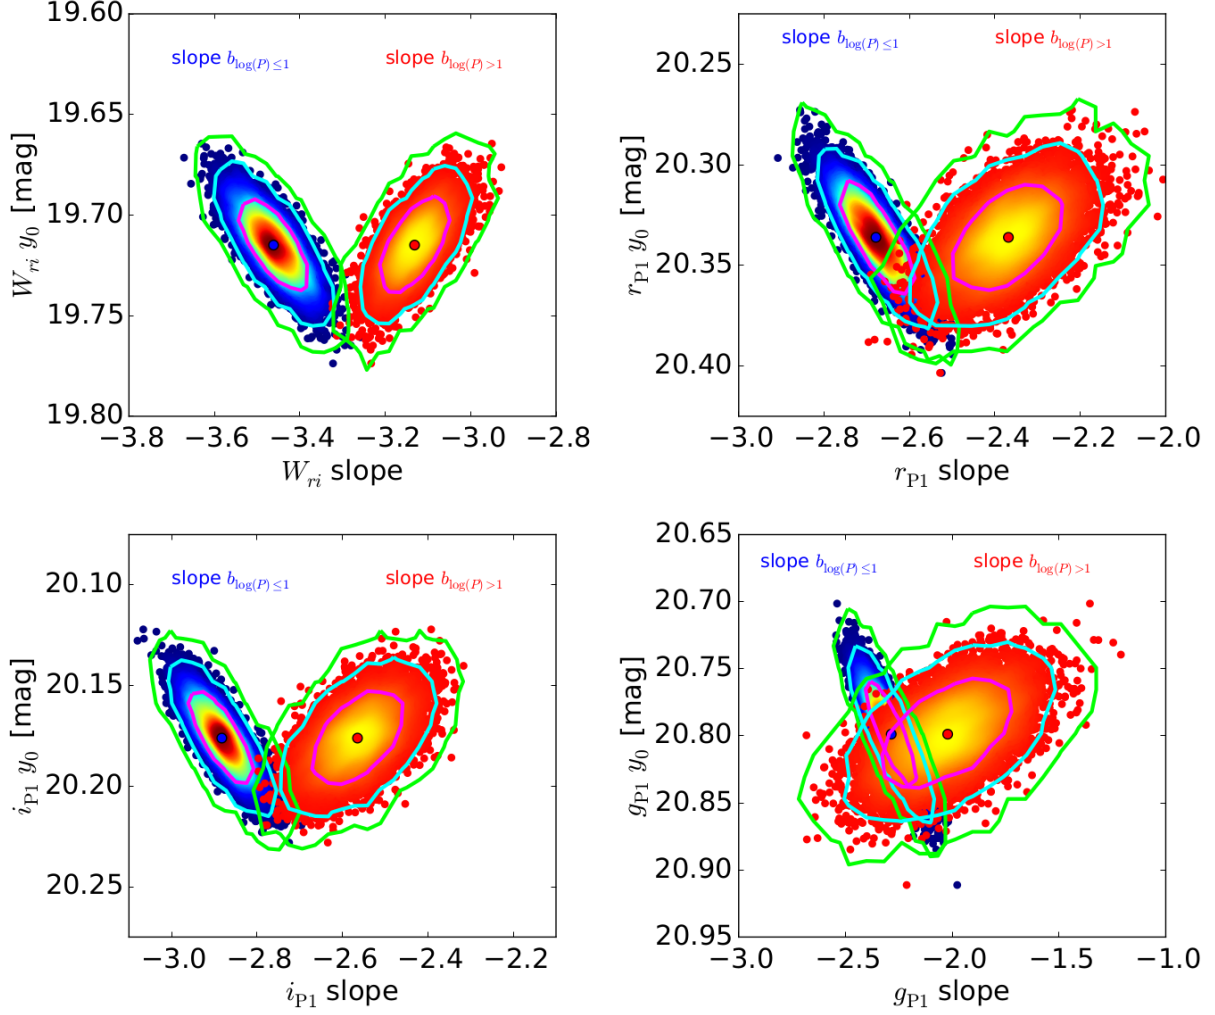 19.60
19.65
19.70
19.75
19.80
W_ri y_0 [mag]
slope b_log(P)≤1
slope b_log(P)>1
−3.8 −3.6 −3.4 −3.2 −3.0 −2.8
W_ri slope
20.25
20.30
20.35
20.40
r_P1 y_0 [mag]
slope b_log(P)≤1
slope b_log(P)>1
−3.0 −2.8 −2.6 −2.4 −2.2 −2.0
r_P1 slope
20.10
20.15
20.20
20.25
i_P1 y_0 [mag]
slope b_log(P)≤1
slope b_log(P)>1
−3.0 −2.8 −2.6 −2.4 −2.2
i_P1 slope
20.65
20.70
20.75
20.80
20.85
20.90
20.95
g_P1 y_0 [mag]
slope b_log(P)≤1
slope b_log(P)>1
−3.0 −2.5 −2.0 −1.5 −1.0
g_P1 slope